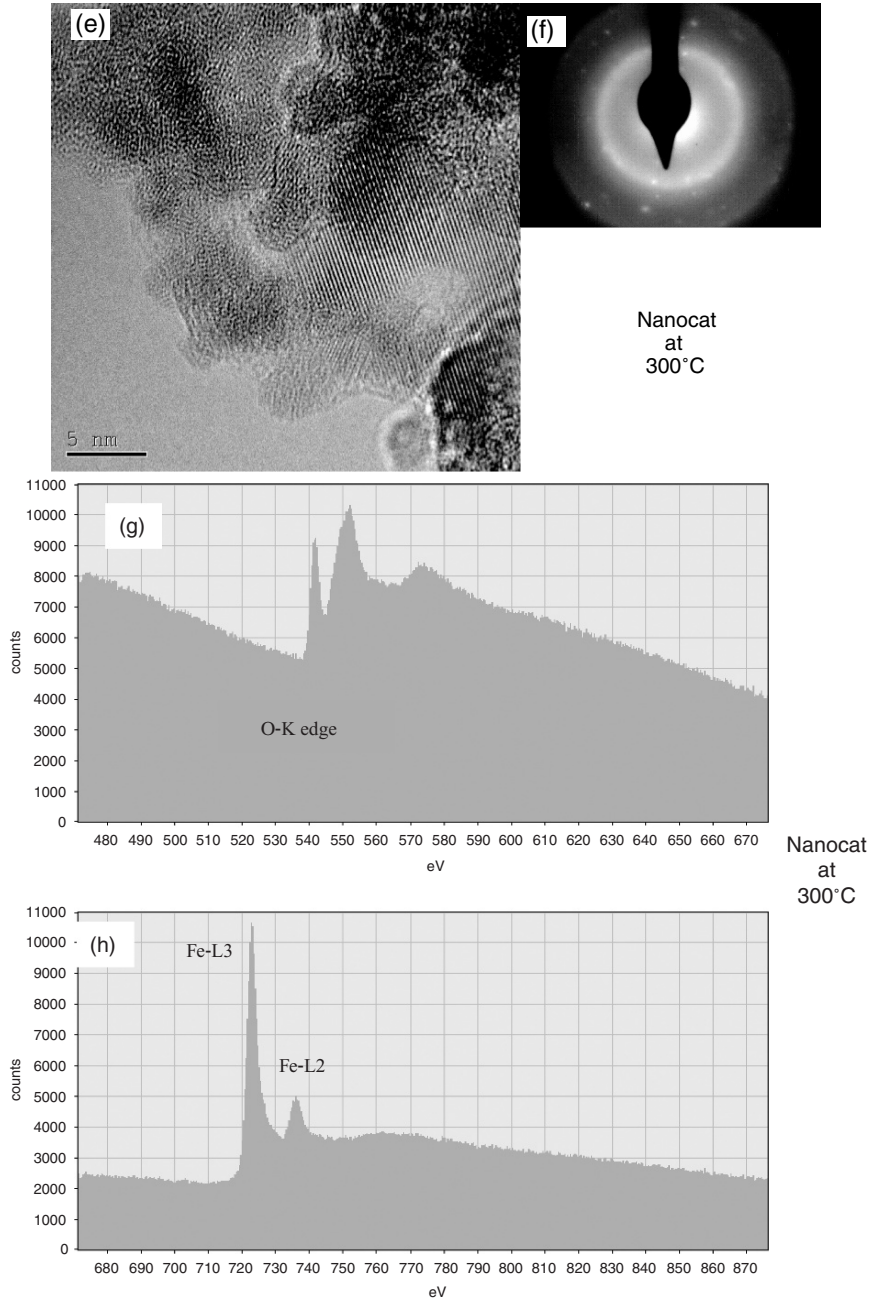 (e)
(f)
5 nm
Nanocat
at
300°C
(g)
11000
10000
9000
8000
7000
6000
5000
4000
3000
2000
1000
0
counts
O-K edge
480 490 500 510 520 530 540 550 560 570 580 590 600 610 620 630 640 650 660 670
eV
Nanocat
at
300°C
(h)
11000
10000
9000
8000
7000
6000
5000
4000
3000
2000
1000
0
counts
Fe-L3
Fe-L2
680 690 700 710 720 730 740 750 760 770 780 790 800 810 820 830 840 850 860 870
eV